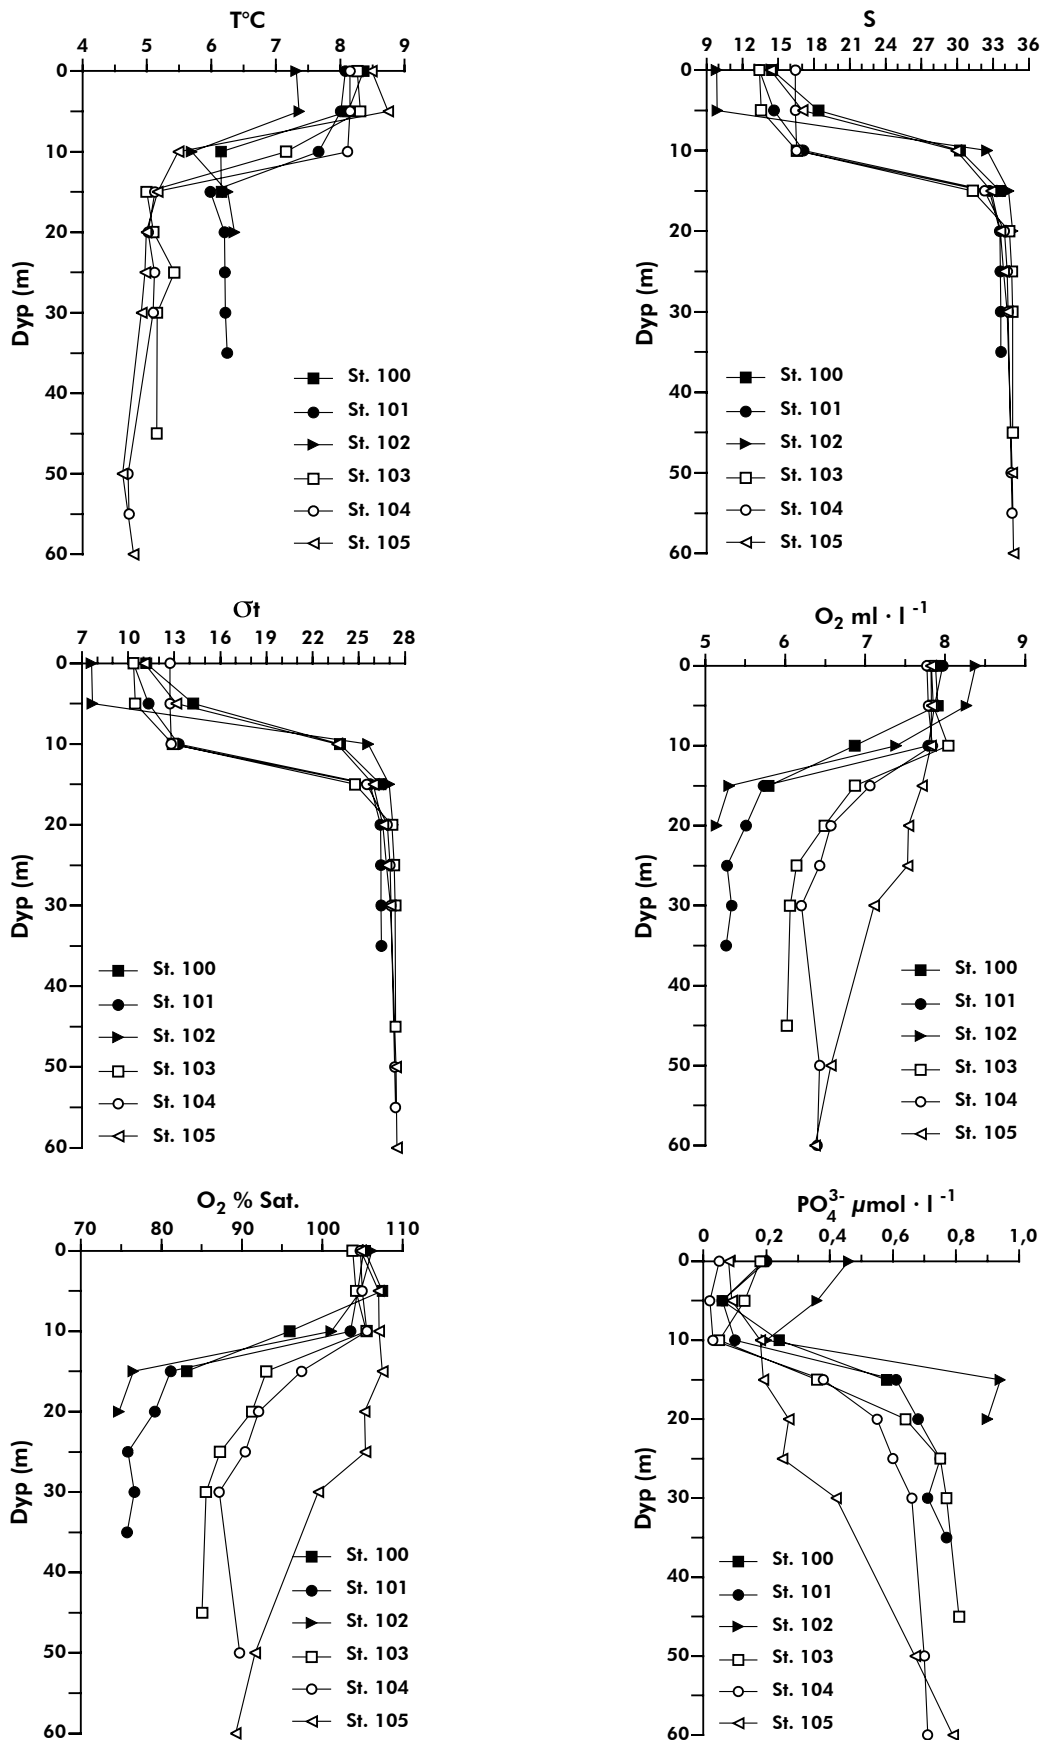 T°C
4 5 6 7 8 9
0
10
20
30
40
50
60
Dyp (m)
St. 100
St. 101
St. 102
St. 103
St. 104
St. 105
S
9 12 15 18 21 24 27 30 33 36
0
10
20
30
40
50
60
Dyp (m)
St. 100
St. 101
St. 102
St. 103
St. 104
St. 105
σt
7 10 13 16 19 22 25 28
0
10
20
30
40
50
60
Dyp (m)
St. 100
St. 101
St. 102
St. 103
St. 104
St. 105
O₂ ml · l ⁻¹
5 6 7 8 9
0
10
20
30
40
50
60
Dyp (m)
St. 100
St. 101
St. 102
St. 103
St. 104
St. 105
O₂ % Sat.
70 80 90 100 110
0
10
20
30
40
50
60
Dyp (m)
St. 100
St. 101
St. 102
St. 103
St. 104
St. 105
PO₄³⁻ µmol · l ⁻¹
0 0,2 0,4 0,6 0,8 1,0
0
10
20
30
40
50
60
Dyp (m)
St. 100
St. 101
St. 102
St. 103
St. 104
St. 105